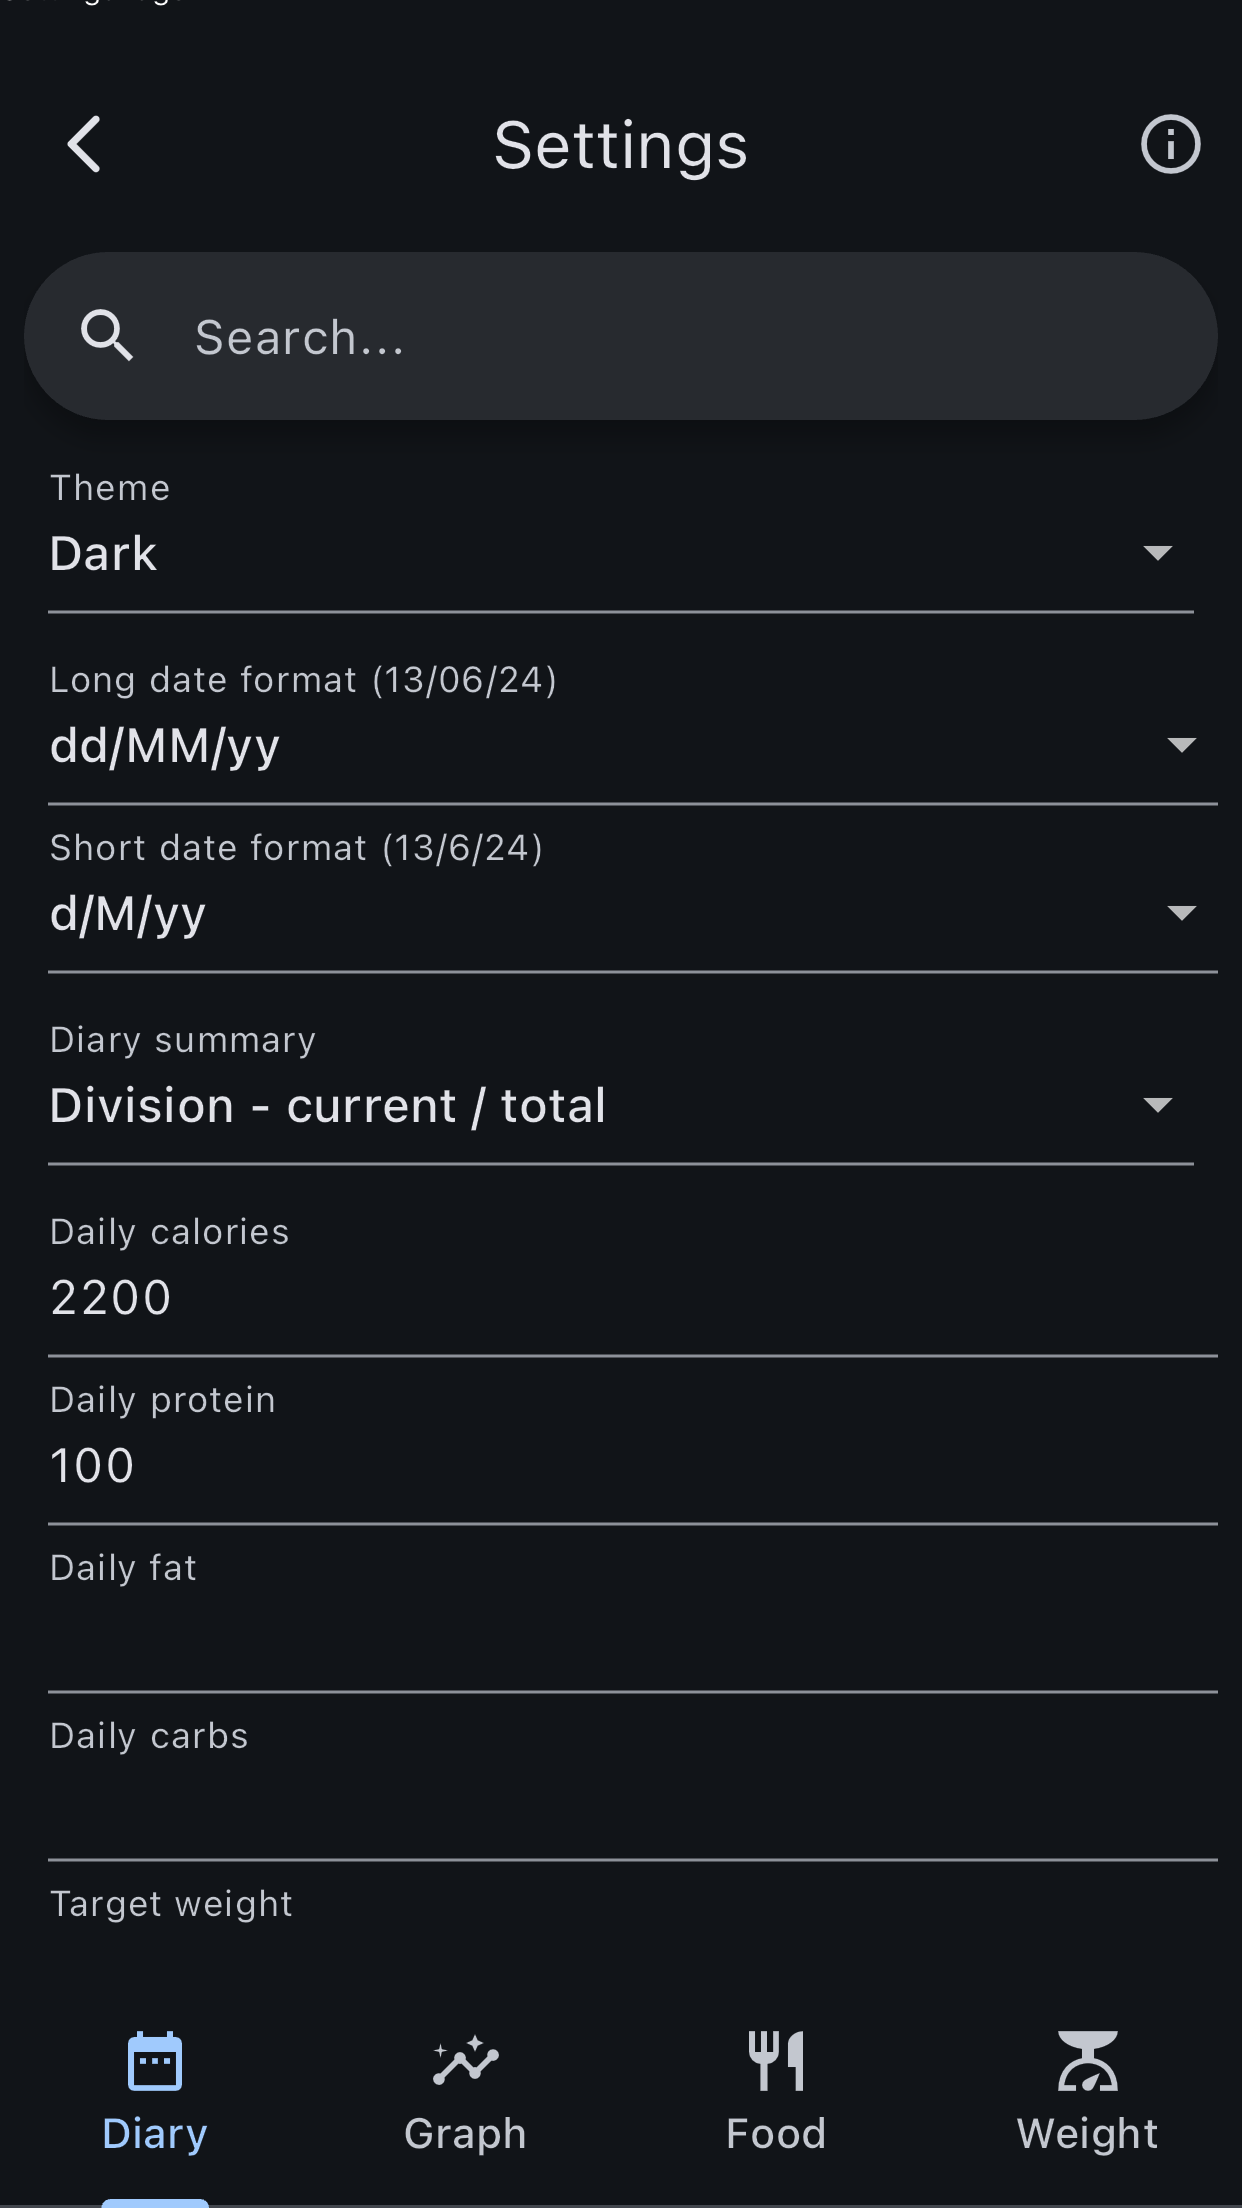 Settings
Search...
Theme
Dark
Long date format (13/06/24)
dd/MM/yy
Short date format (13/6/24)
d/M/yy
Diary summary
Division - current / total
Daily calories
2200
Daily protein
100
Daily fat
Daily carbs
Target weight
Diary
Graph
Food
Weight